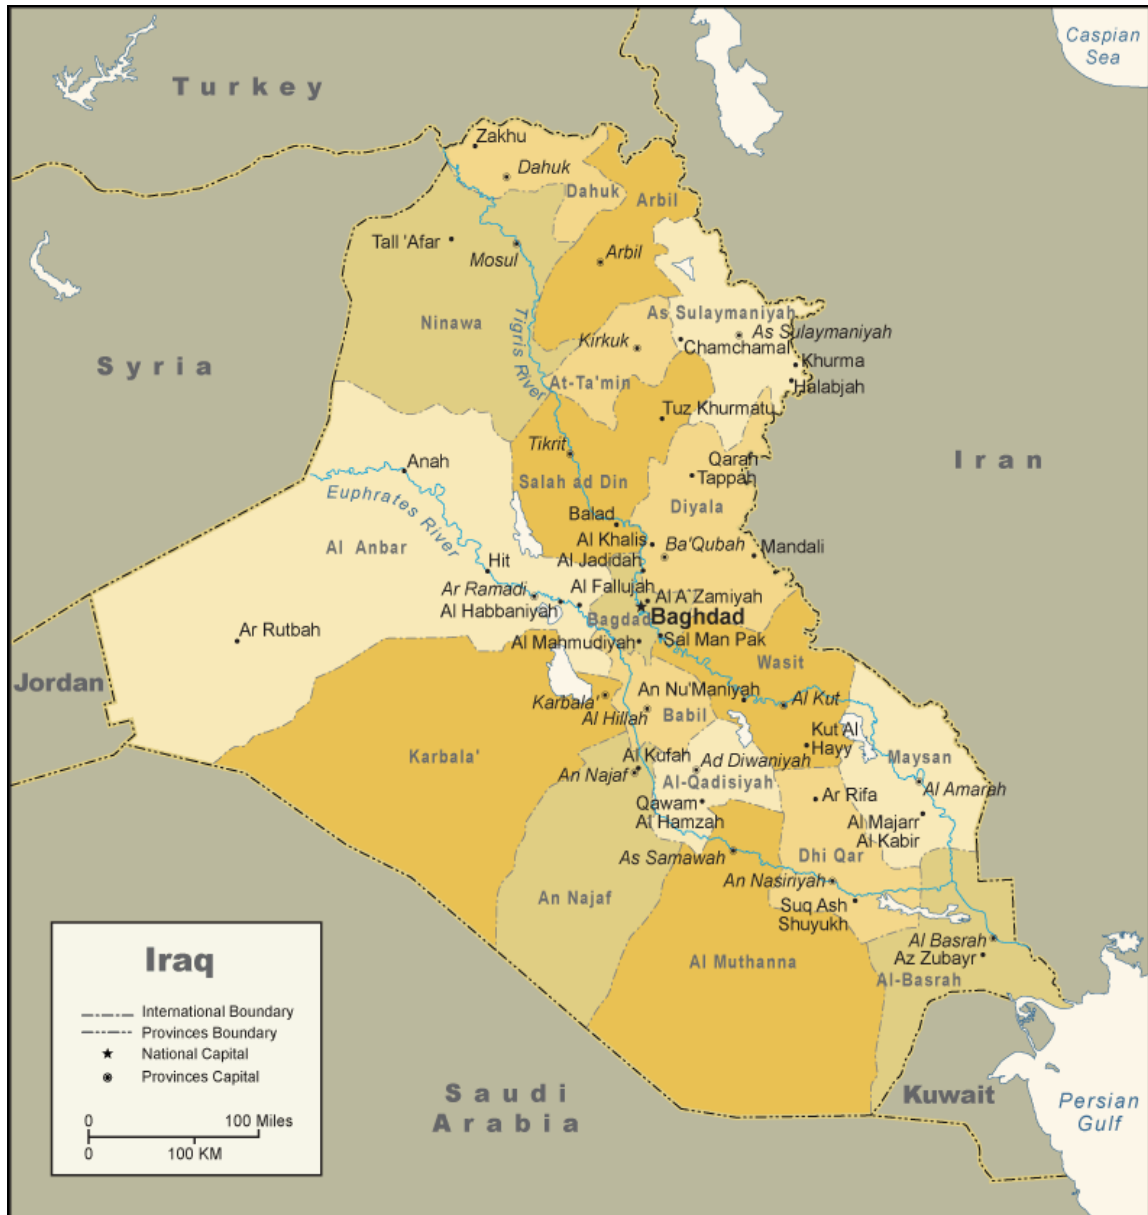 Caspian
Sea
Turkey
Zakhu
Dahuk
Dahuk
Arbil
Tall 'Afar
Mosul
Arbil
Ninawa
Tigris River
As Sulaymaniyah
As Sulaymaniyah
Kirkuk
Chamchamal
Khurma
Halabjah
At-Ta'min
Syria
Tuz Khurmatu
Tikrit
Anah
Qarah
Tappah
Iran
Salah ad Din
Euphrates River
Diyala
Balad
Al Anbar
Al Khalis
Ba'Qubah
Mandali
Hit
Al Jadidah
Ar Ramadi
Al Fallujah
Al A`Zamiyah
Al Habbaniyah
Bagdad
Baghdad
Ar Rutbah
Al Mahmudiyah
Sal Man Pak
Wasit
Jordan
Karbala'
An Nu'Maniyah
Al Kut
Al Hillah
Babil
Kut Al
Hayy
Karbala'
Al Kufah
Ad Diwaniyah
Maysan
An Najaf
Al-Qadisiyah
Al Amarah
Qawam
Al Hamzah
Ar Rifa
Al Majarr
Al Kabir
As Samawah
Dhi Qar
An Nasiriyah
An Najaf
Suq Ash
Shuyukh
Al Basrah
Az Zubayr
Al Muthanna
Al-Basrah
Iraq
International Boundary
Provinces Boundary
National Capital
Provinces Capital
0 100 Miles
0 100 KM
Saudi
Arabia
Kuwait
Persian
Gulf